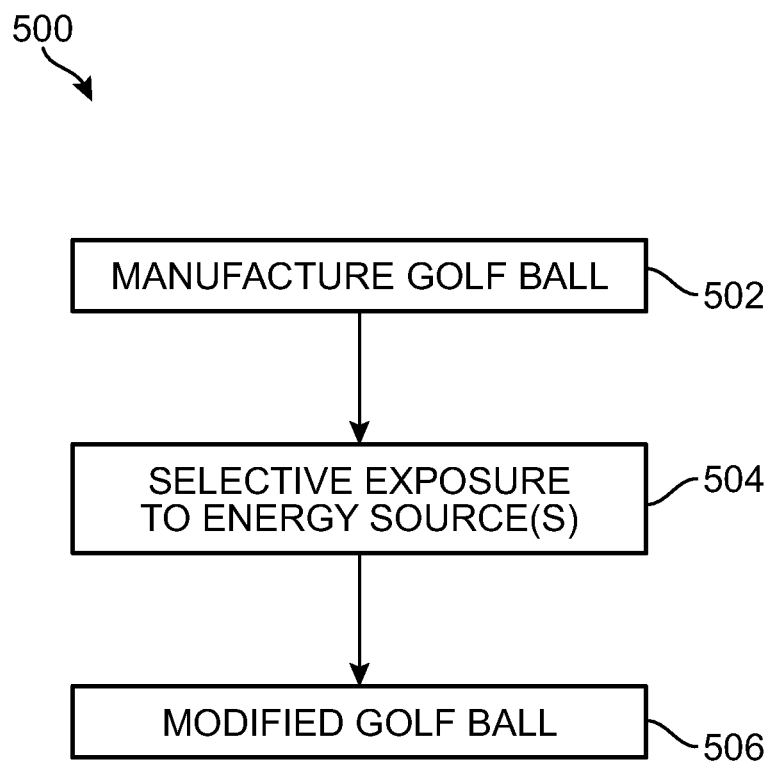 500
MANUFACTURE GOLF BALL
502
SELECTIVE EXPOSURE
TO ENERGY SOURCE(S)
504
MODIFIED GOLF BALL
506